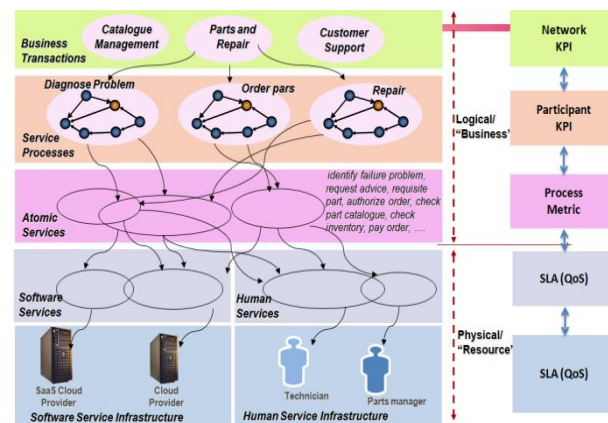 Catalogue
Management
Parts and
Repair
Customer
Support
Business
Transactions
Network
KPI
Diagnose Problem
Order pars
Repair
Service
Processes
Logical/
"Business'
Participant
KPI
identify failure problem,
request advice, requisite
part, authorize order, check
part catalogue, check
inventory, pay order, ....
Atomic
Services
Process
Metric
Software
Services
Human
Services
SLA (QoS)
Physical/
"Resource'
SaaS Cloud
Provider
Cloud
Provider
Technician
Parts manager
SLA (QoS)
Software Service Infrastructure
Human Service Infrastructure